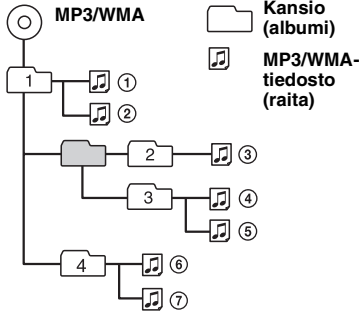 MP3/WMA
Kansio
(albumi)
MP3/WMA-
tiedosto
(raita)
1
①
②
2
③
3
④
⑤
4
⑥
⑦